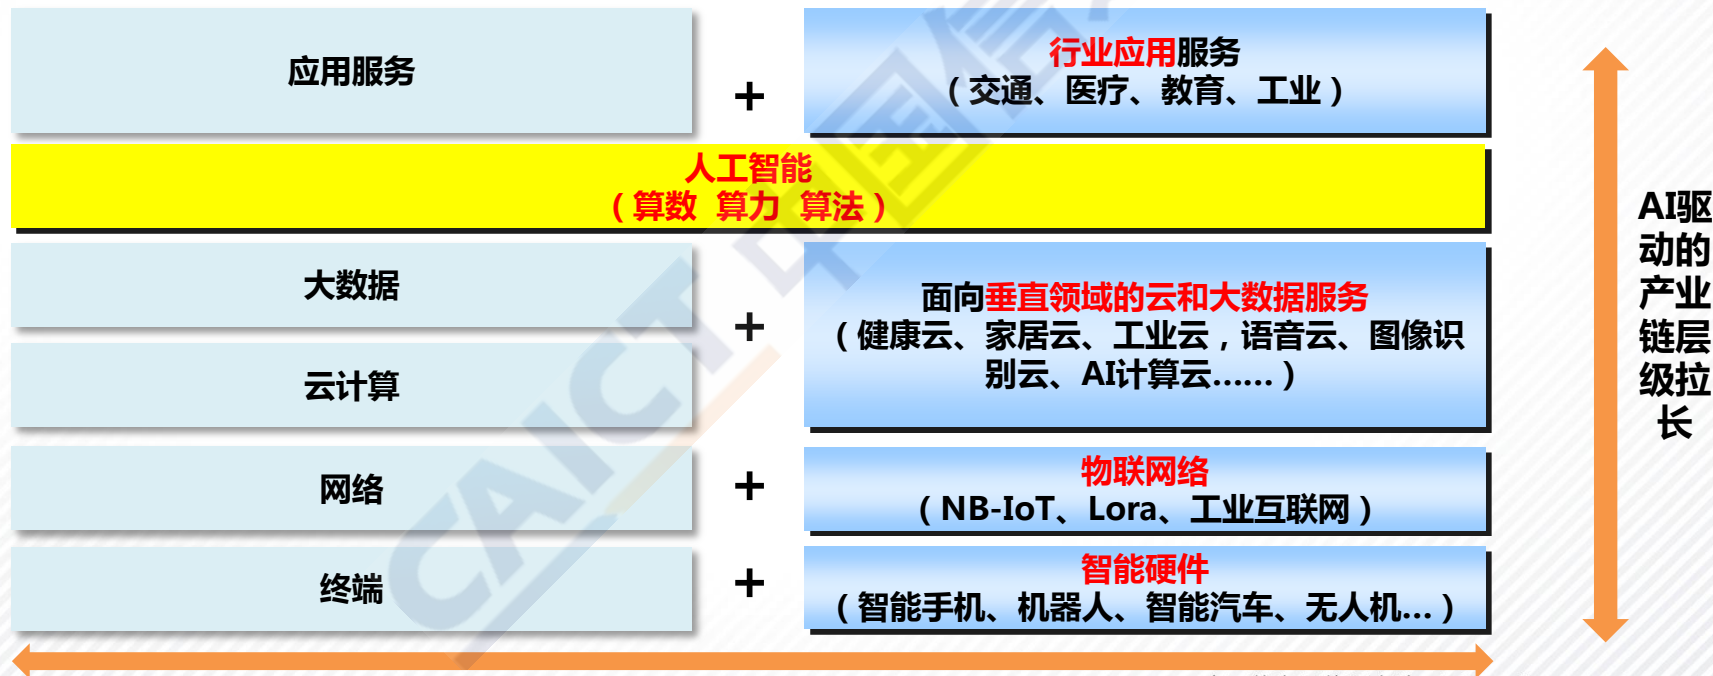 应用服务
+
行业应用服务
（交通、医疗、教育、工业）
人工智能
（算数 算力 算法）
大数据
云计算
+
面向垂直领域的云和大数据服务
（健康云、家居云、工业云，语音云、图像识
别云、AI计算云……）
网络
+
物联网络
（NB-IoT、Lora、工业互联网）
终端
+
智能硬件
（智能手机、机器人、智能汽车、无人机...）
AI驱
动的
产业
链层
级拉
长
CAICT 中国信